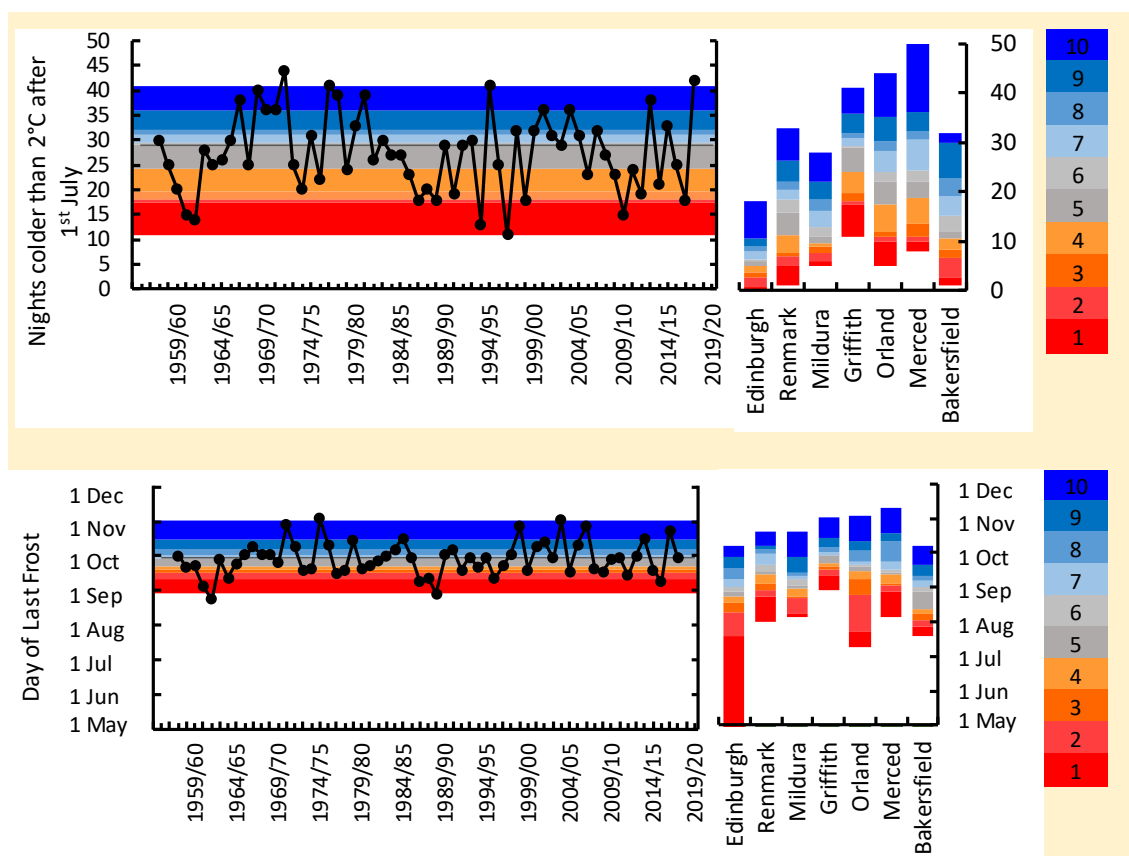 Nights colder than 2°C after
1st July
50
45
40
35
30
25
20
15
10
5
0
1959/60
1964/65
1969/70
1974/75
1979/80
1984/85
1989/90
1994/95
1999/00
2004/05
2009/10
2014/15
2019/20
50
40
30
20
10
0
Edinburgh
Renmark
Mildura
Griffith
Orland
Merced
Bakersfield
10
9
8
7
6
5
4
3
2
1
Day of Last Frost
1 Dec
1 Nov
1 Oct
1 Sep
1 Aug
1 Jul
1 Jun
1 May
1959/60
1964/65
1969/70
1974/75
1979/80
1984/85
1989/90
1994/95
1999/00
2004/05
2009/10
2014/15
2019/20
1 Dec
1 Nov
1 Oct
1 Sep
1 Aug
1 Jul
1 Jun
1 May
Edinburgh
Renmark
Mildura
Griffith
Orland
Merced
Bakersfield
10
9
8
7
6
5
4
3
2
1